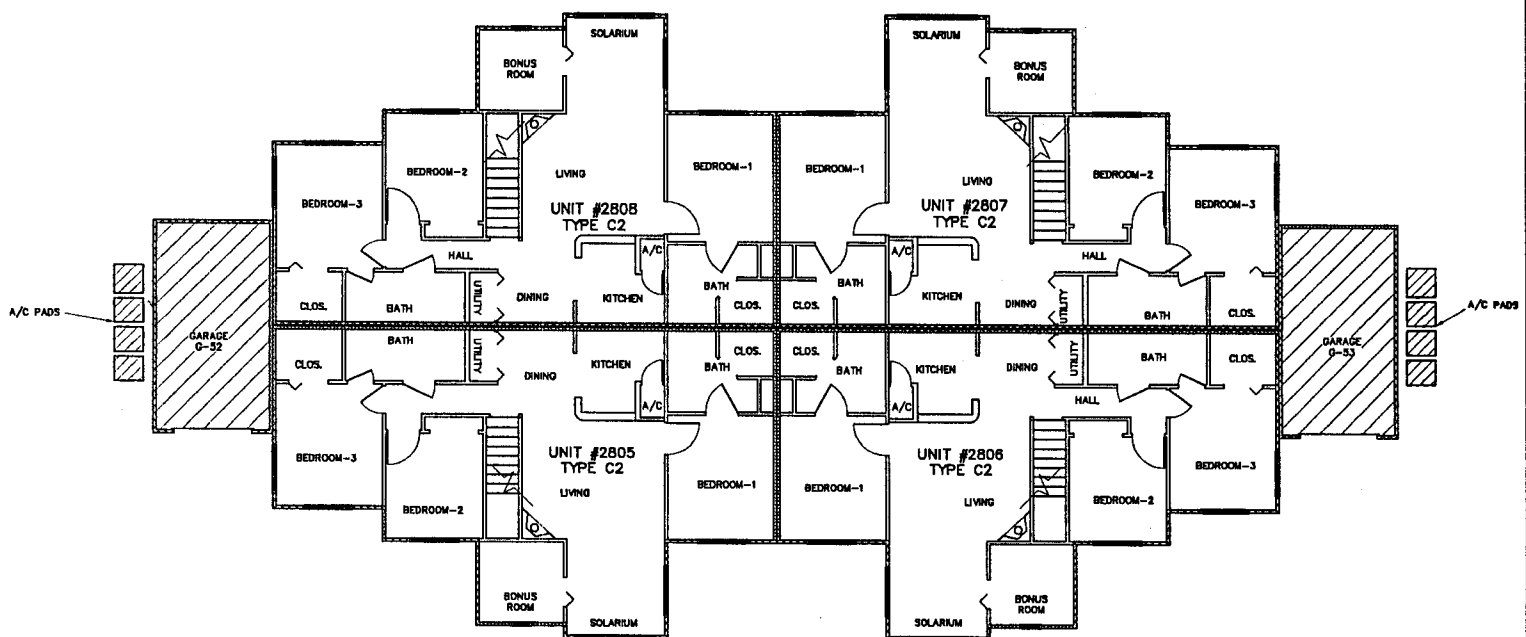 SOLARIUM
SOLARIUM
BONUS
ROOM
BONUS
ROOM
BEDROOM-2
BEDROOM-1
BEDROOM-1
BEDROOM-2
LIVING
LIVING
BEDROOM-3
BEDROOM-3
UNIT #2808
TYPE C2
UNIT #2807
TYPE C2
HALL
A/C
A/C
HALL
BATH
BATH
UTILITY
DINING
KITCHEN
KITCHEN
DINING
UTILITY
CLOS.
BATH
CLOS.
CLOS.
BATH
CLOS.
A/C PADS
A/C PADS
GARAGE
G-52
GARAGE
G-53
CLOS.
BATH
UTILITY
DINING
KITCHEN
BATH
CLOS.
CLOS.
BATH
KITCHEN
DINING
UTILITY
BATH
CLOS.
A/C
A/C
HALL
UNIT #2805
TYPE C2
UNIT #2806
TYPE C2
BEDROOM-3
BEDROOM-3
LIVING
BEDROOM-1
BEDROOM-1
LIVING
BEDROOM-2
BEDROOM-2
BONUS
ROOM
BONUS
ROOM
SOLARIUM
SOLARIUM